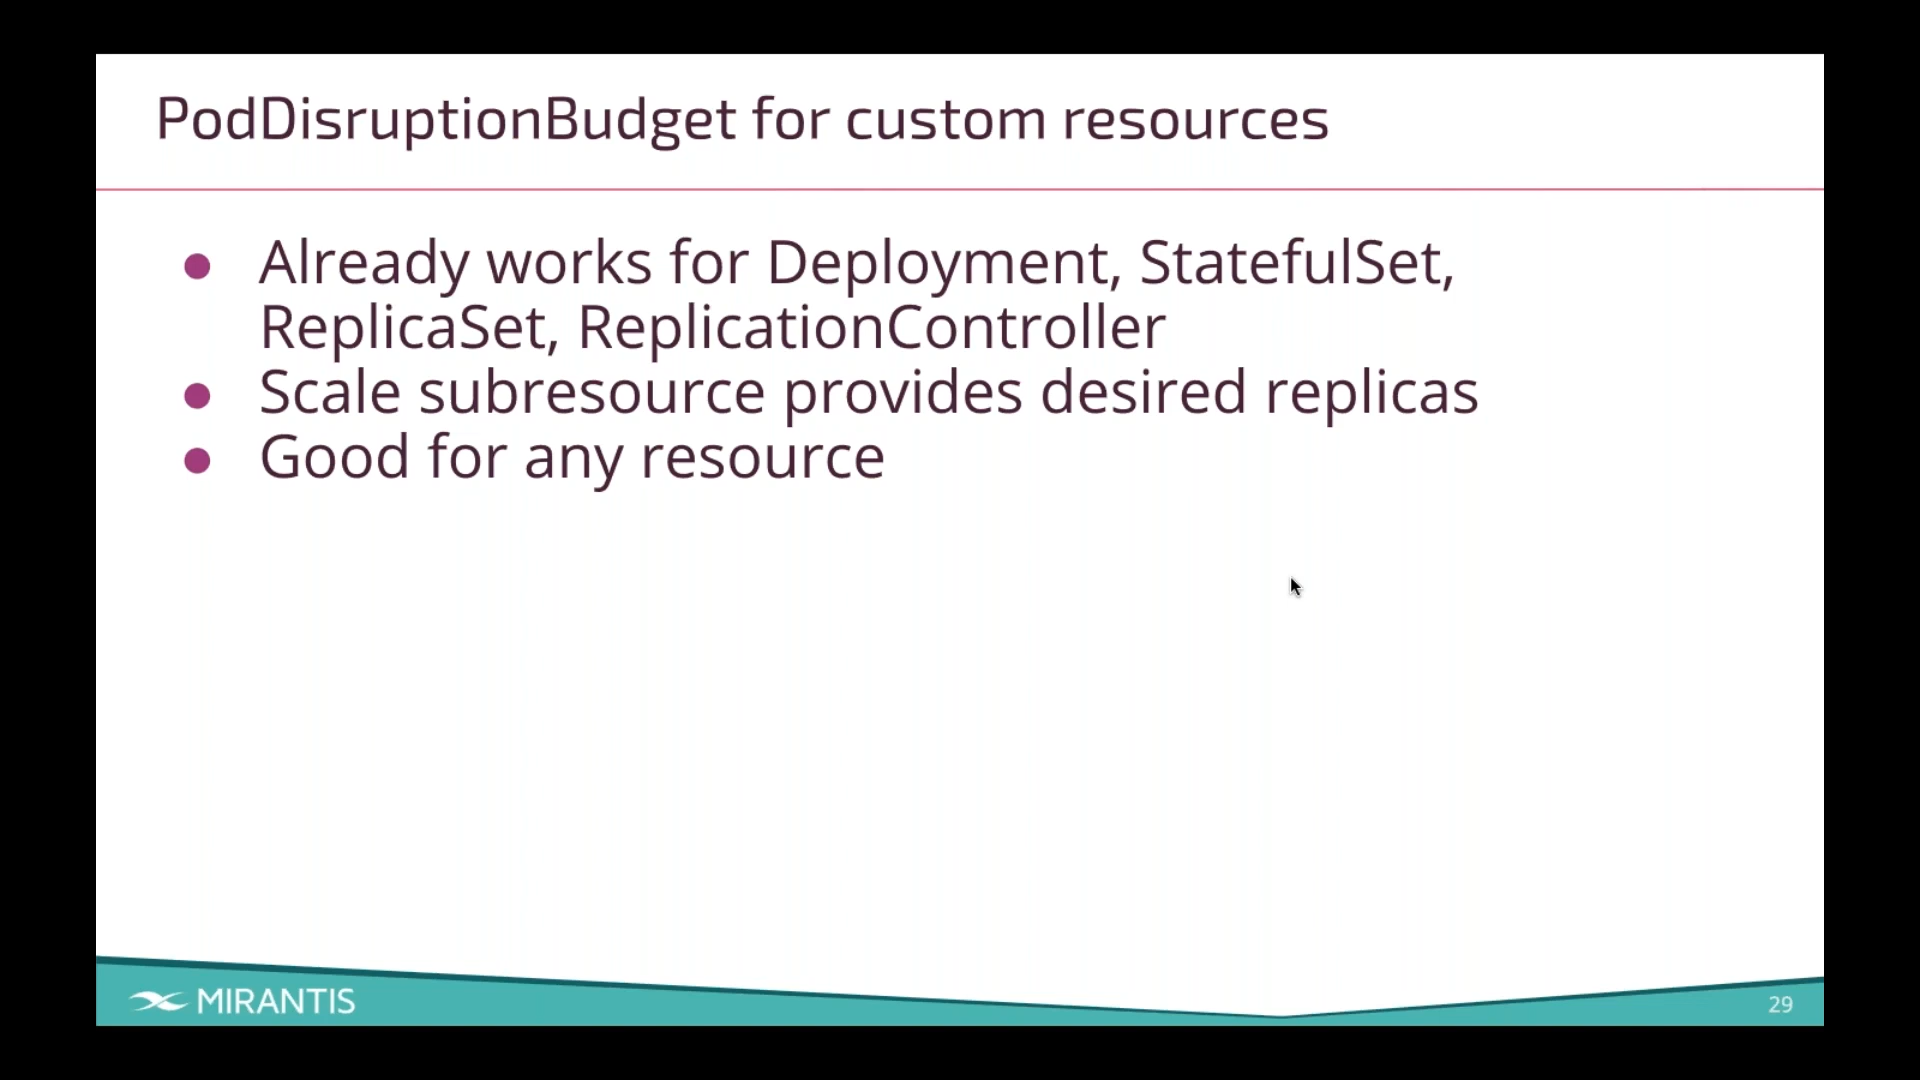 PodDisruptionBudget for custom resources
Already works for Deployment, StatefulSet,
ReplicaSet, ReplicationController
Scale subresource provides desired replicas
Good for any resource
MIRANTIS
29